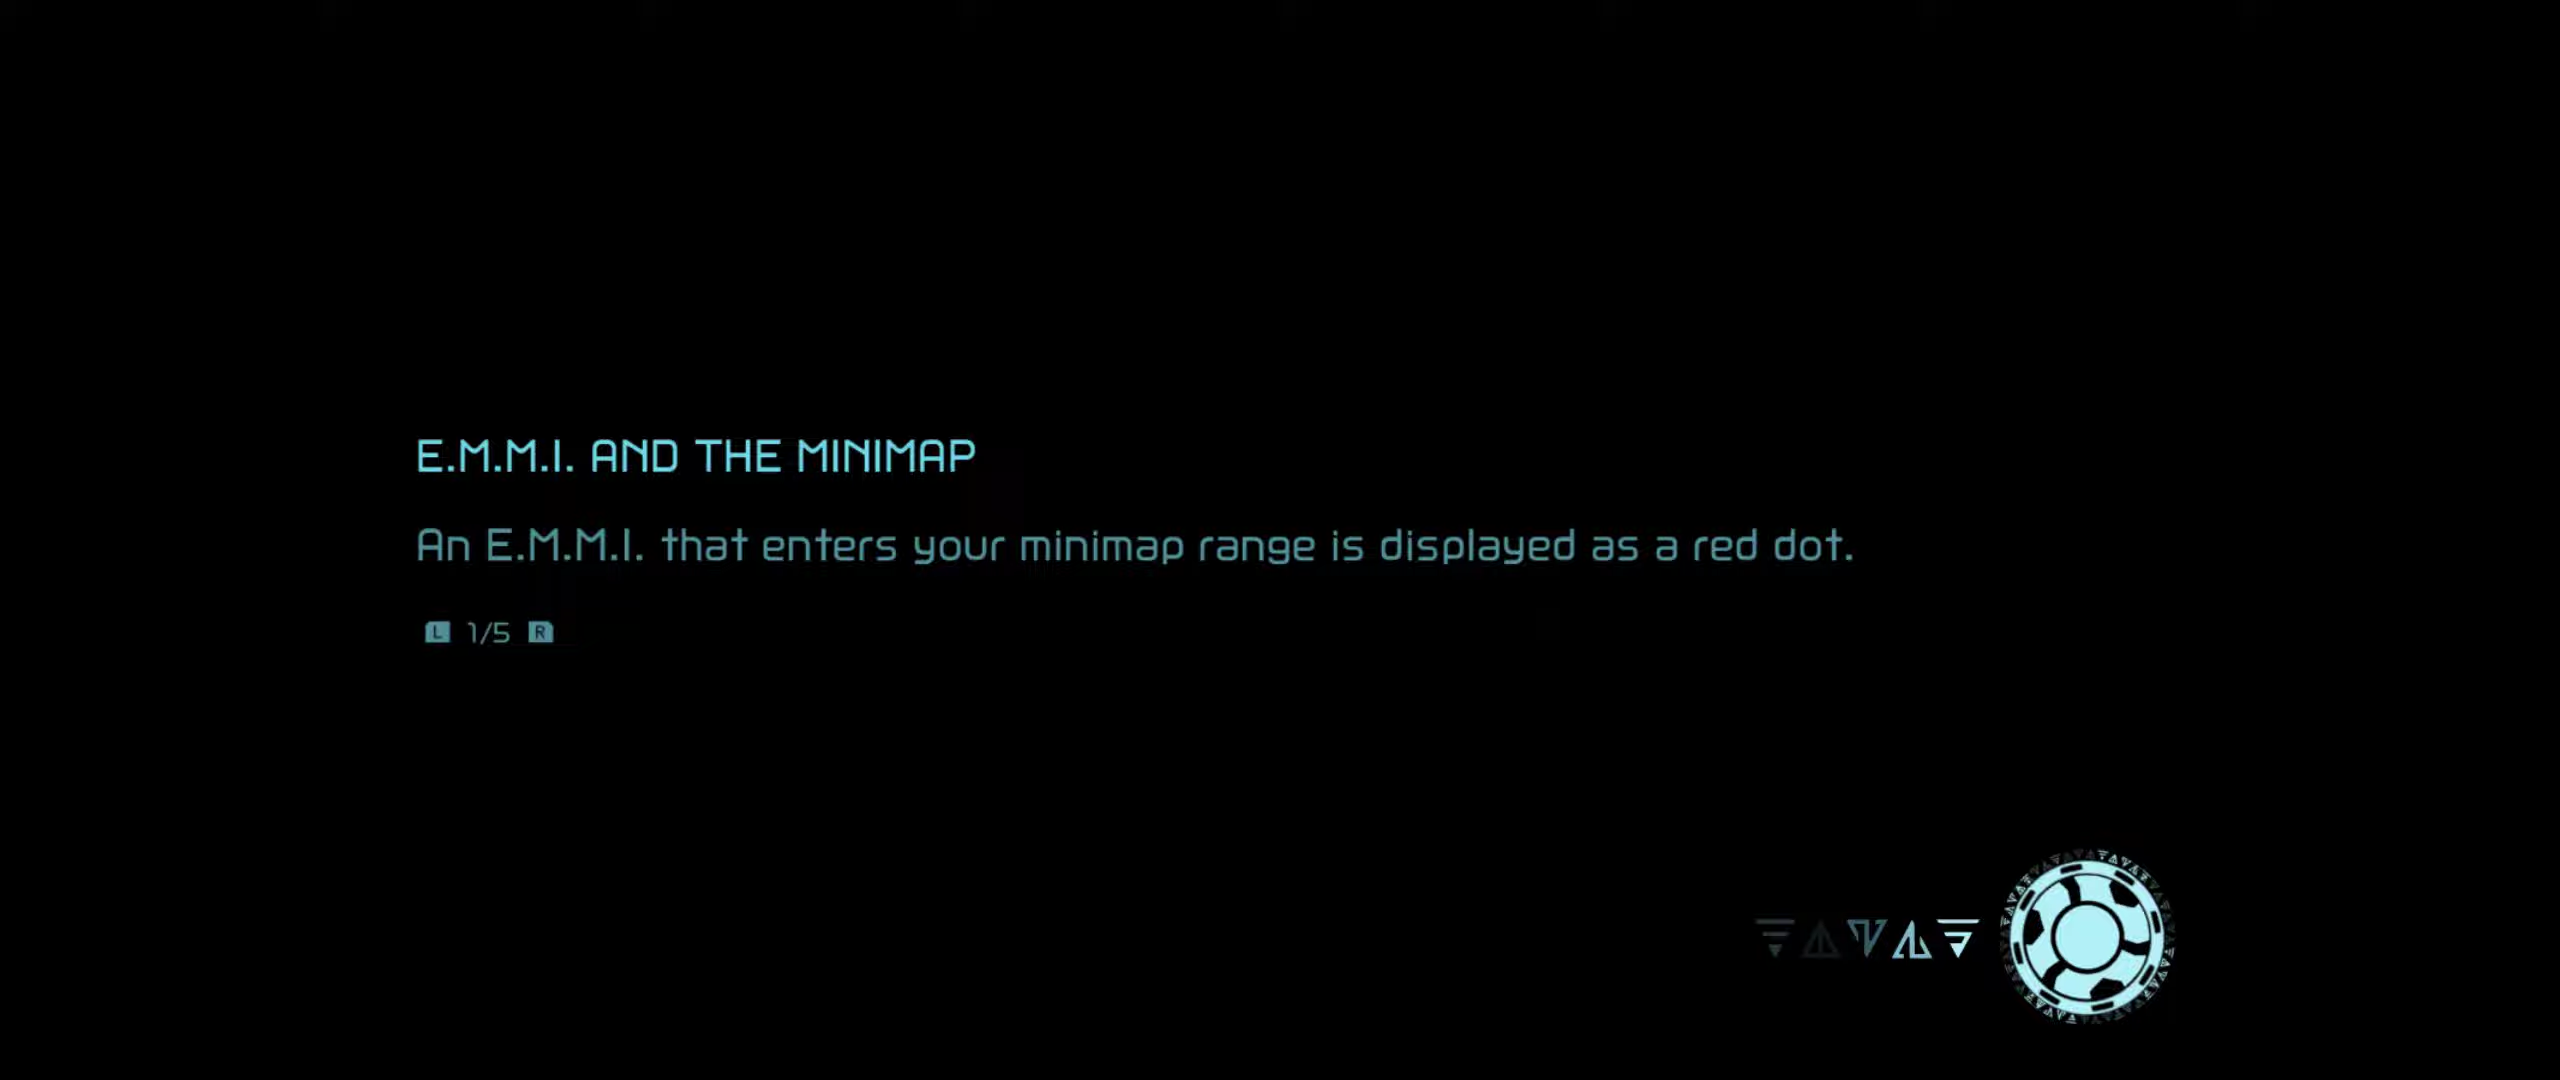 E.M.M.I. AND THE MINIMAP
An E.M.M.I. that enters your minimap range is displayed as a red dot.
L 1/5 R